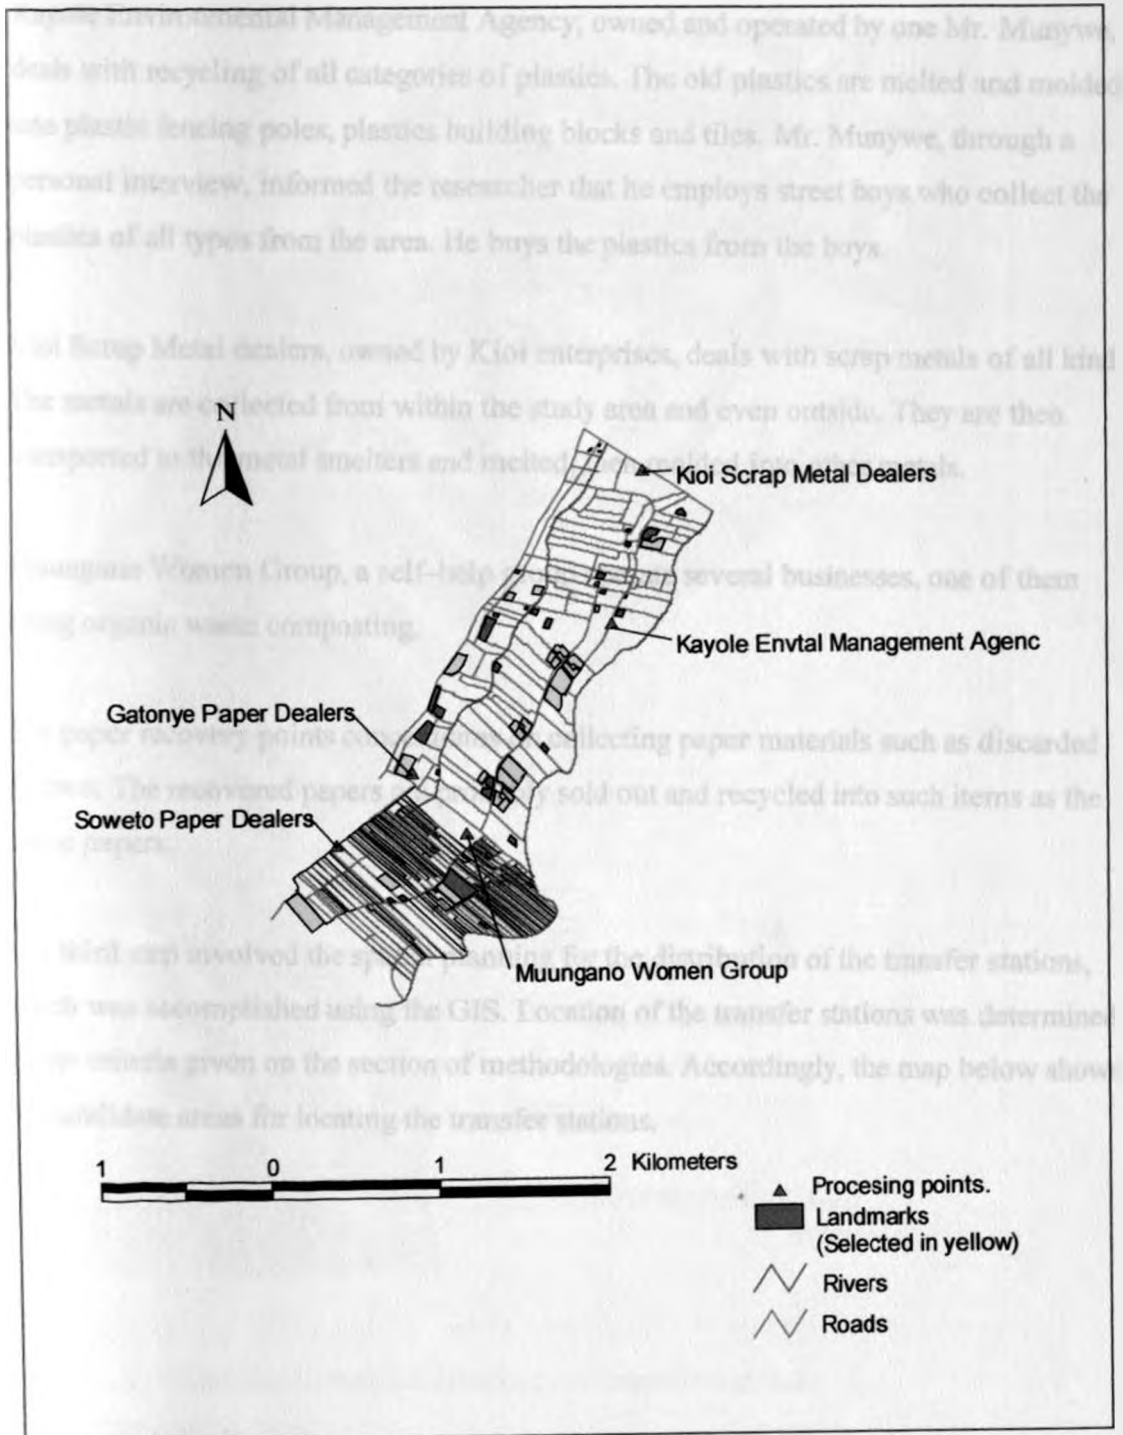 Kayole Environmental Management Agency, owned and operated by one Mr. Munywe,
deals with recycling of all categories of plastics. The old plastics are melted and molded
plastic fencing poles, plastics building blocks and tiles. Mr. Munywe, through a
personal interview, informed the researcher that he employs street boys who collect the
plastics of all types from the area. He buys the plastics from the boys.
Kioi Scrap Metal dealers, owned by Kioi enterprises, deals with scrap metals of all kind
The metals are collected from within the study area and even outside. They are then
N
transported to the metal smelters and melted then molded into other metals.
Kioi Scrap Metal Dealers
Women Group, a self-help several businesses, one of them
organic waste composting.
Kayole Envtal Management Agenc
Gatonye Paper Dealers
paper recovery points collecting paper materials such as discarded
The recovered papers sold out and recycled into such items as the
Soweto Paper Dealers
papers.
third step involved the planning for the distribution of the transfer stations,
Muungano Women Group
was accomplished using the GIS. Location of the transfer stations was determined
criteria given on the section of methodologies. Accordingly, the map below show
candidate areas for locating the transfer stations.
1 0 1 2 Kilometers
Procesing points.
Landmarks
(Selected in yellow)
Rivers
Roads